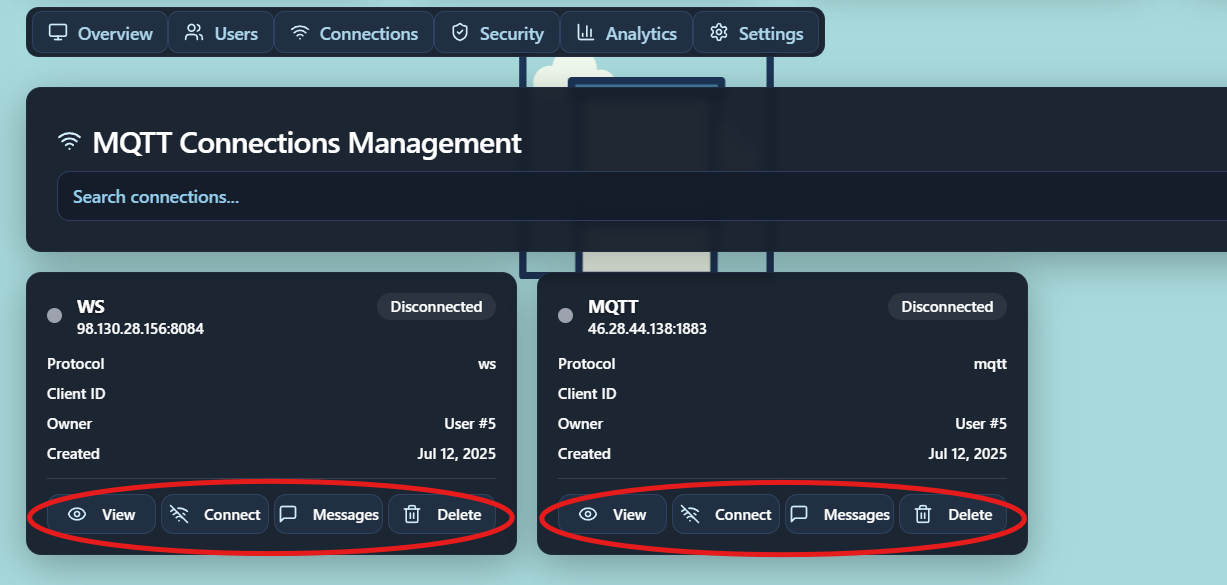 Overview Users Connections Security Analytics Settings
MQTT Connections Management
Search connections...
WS Disconnected
98.130.28.156:8084
Protocol ws
Client ID
Owner User #5
Created Jul 12, 2025
View Connect Messages Delete
MQTT Disconnected
46.28.44.138:1883
Protocol mqtt
Client ID
Owner User #5
Created Jul 12, 2025
View Connect Messages Delete